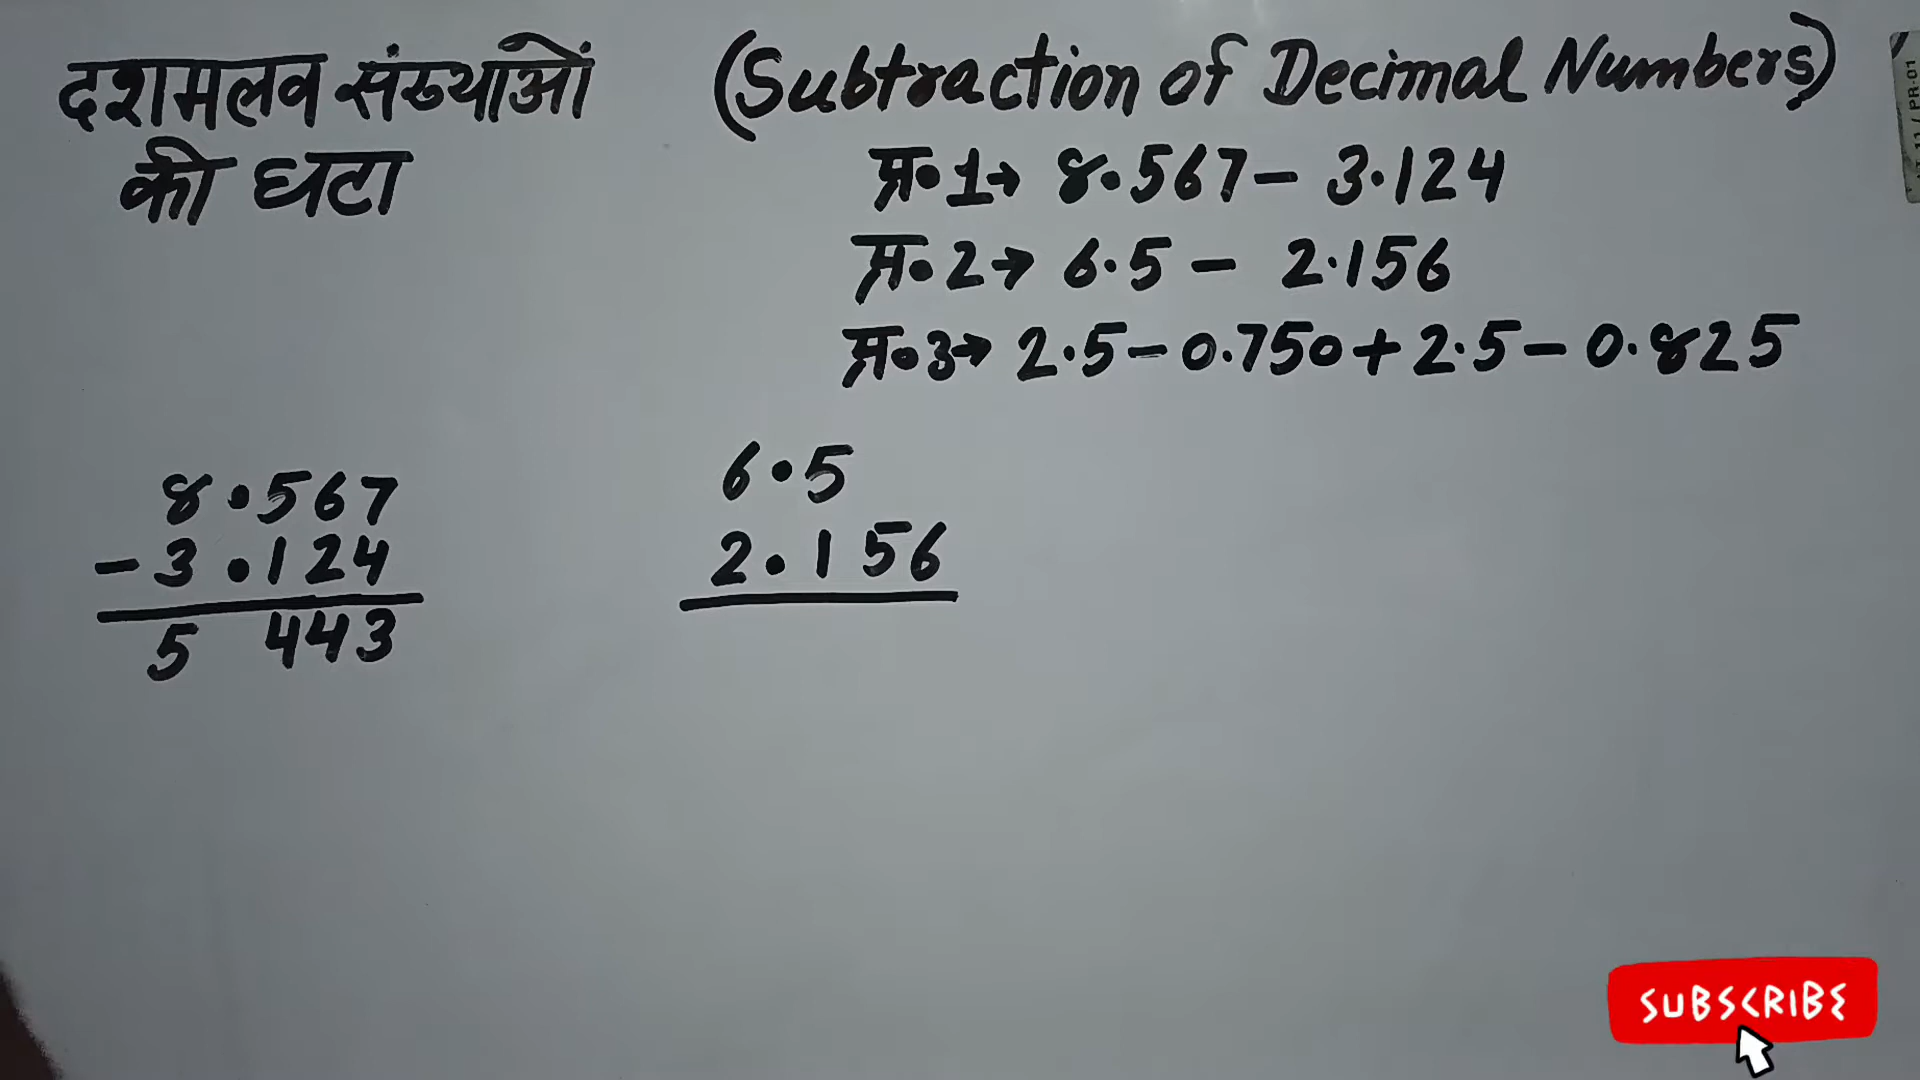 दशमलव संख्याओं
की घटा
(Subtraction of Decimal Numbers)
प्र.1→ 8.567 - 3.124
प्र.2→ 6.5 - 2.156
प्र.3→ 2.5-0.750+2.5-0.825
8.567
-3.124
5 443
6.5
2.156
SUBSCRIBE